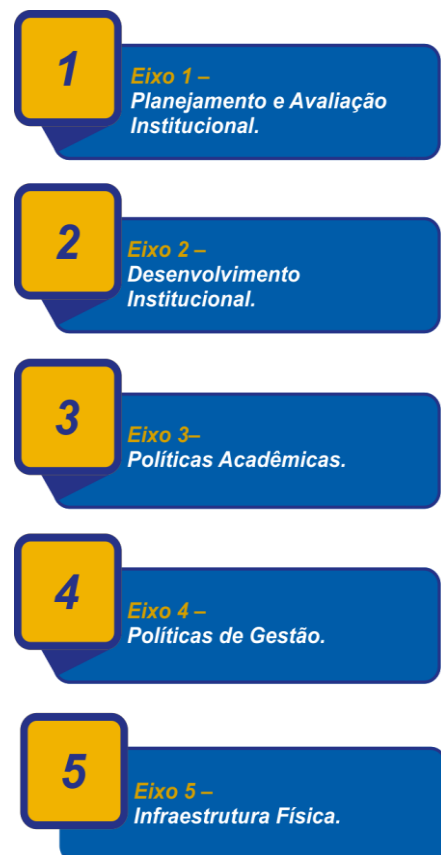 1
Eixo 1 –
Planejamento e Avaliação
Institucional.
2
Eixo 2 –
Desenvolvimento
Institucional.
3
Eixo 3–
Políticas Acadêmicas.
4
Eixo 4 –
Políticas de Gestão.
5
Eixo 5 –
Infraestrutura Física.